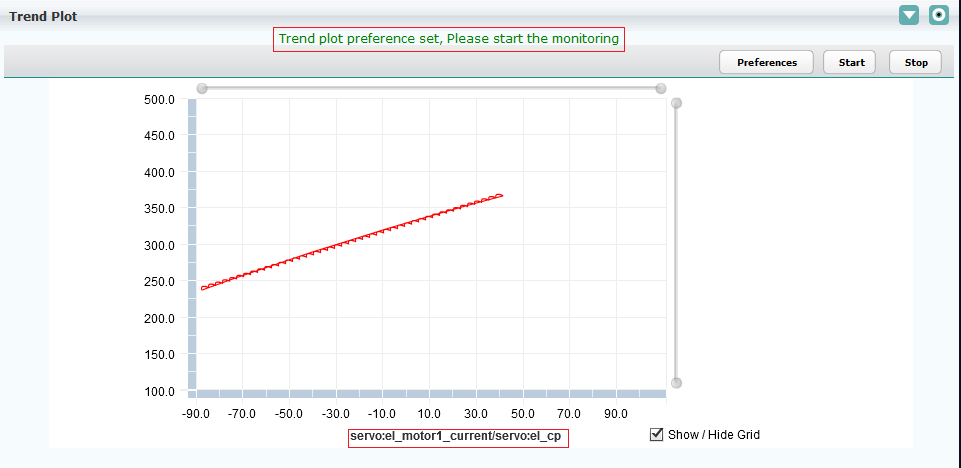 Trend Plot
Trend plot preference set, Please start the monitoring
Preferences
Start
Stop
500.0
450.0
400.0
350.0
300.0
250.0
200.0
150.0
100.0
-90.0 -70.0 -50.0 -30.0 -10.0 10.0 30.0 50.0 70.0 90.0
servo:el_motor1_current/servo:el_cp
Show / Hide Grid